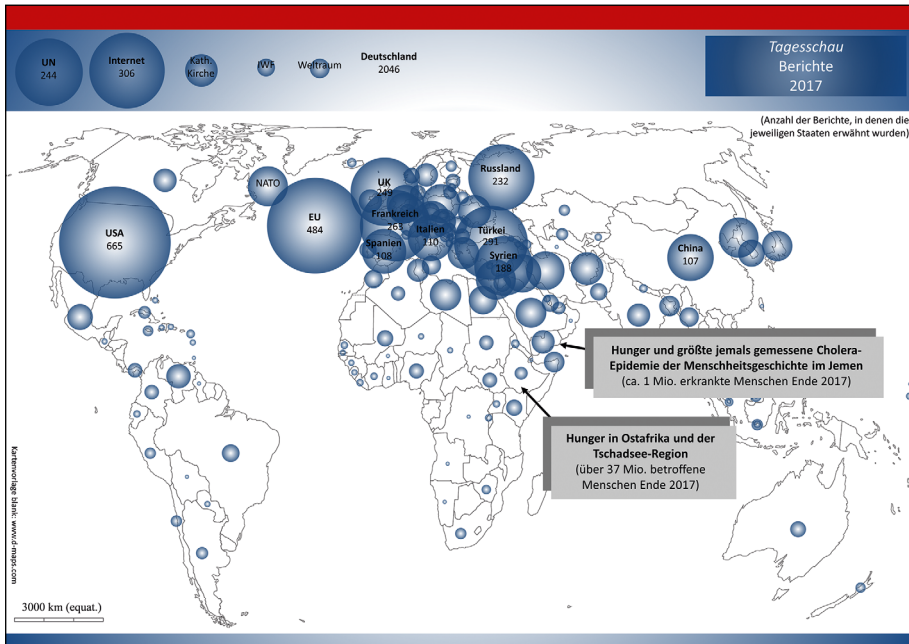 UN
244
Internet
306
Kath.
Kirche
IWF
Weltraum
Deutschland
2046
Tagesschau
Berichte
2017
(Anzahl der Berichte, in denen die
jeweiligen Staaten erwähnt wurden)
NATO
USA
665
EU
484
UK
249
Russland
232
Frankreich
263
Italien
110
Spanien
108
Türkei
291
Syrien
188
China
107
Hunger und größte jemals gemessene Cholera-
Epidemie der Menschheitsgeschichte im Jemen
(ca. 1 Mio. erkrankte Menschen Ende 2017)
Hunger in Ostafrika und der
Tschadsee-Region
(über 37 Mio. betroffene
Menschen Ende 2017)
Kartenvorlage blank: www.d-maps.com
3000 km (equat.)